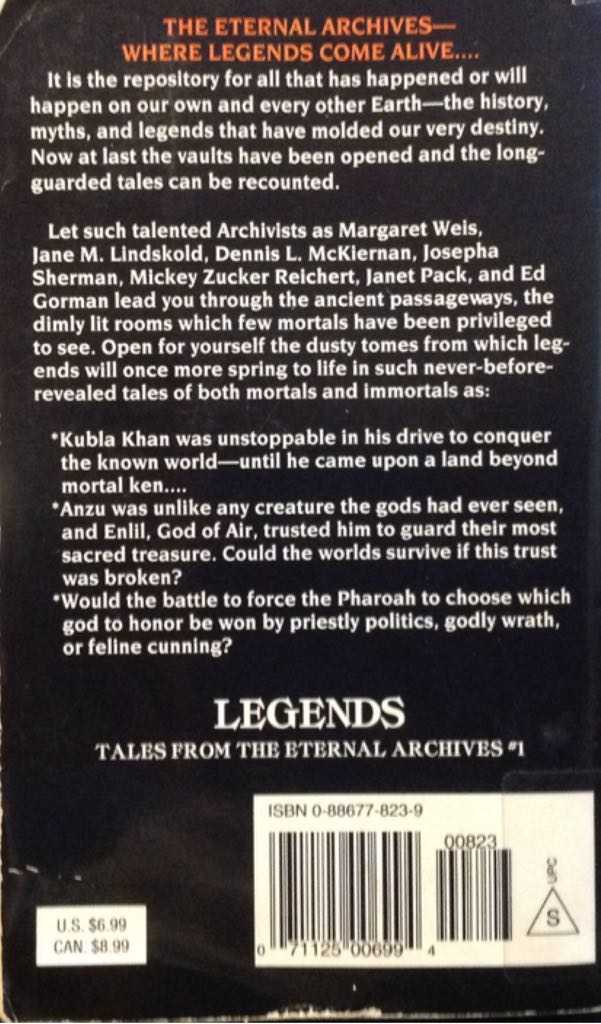 THE ETERNAL ARCHIVES—
WHERE LEGENDS COME ALIVE....
It is the repository for all that has happened or will
happen on our own and every other Earth—the history,
myths, and legends that have molded our very destiny.
Now at last the vaults have been opened and the long-
guarded tales can be recounted.
Let such talented Archivists as Margaret Weis,
Jane M. Lindskold, Dennis L. McKiernan, Josepha
Sherman, Mickey Zucker Reichert, Janet Pack, and Ed
Gorman lead you through the ancient passageways, the
dimly lit rooms which few mortals have been privileged
to see. Open for yourself the dusty tomes from which leg-
ends will once more spring to life in such never-before-
revealed tales of both mortals and immortals as:
*Kubla Khan was unstoppable in his drive to conquer
the known world—until he came upon a land beyond
mortal ken....
*Anzu was unlike any creature the gods had ever seen,
and Enlil, God of Air, trusted him to guard their most
sacred treasure. Could the worlds survive if this trust
was broken?
*Would the battle to force the Pharoah to choose which
god to honor be won by priestly politics, godly wrath,
or feline cunning?
LEGENDS
TALES FROM THE ETERNAL ARCHIVES #1
ISBN 0-88677-823-9
00823
UPC
S
U.S. $6.99
CAN. $8.99
0 71125 00699 4